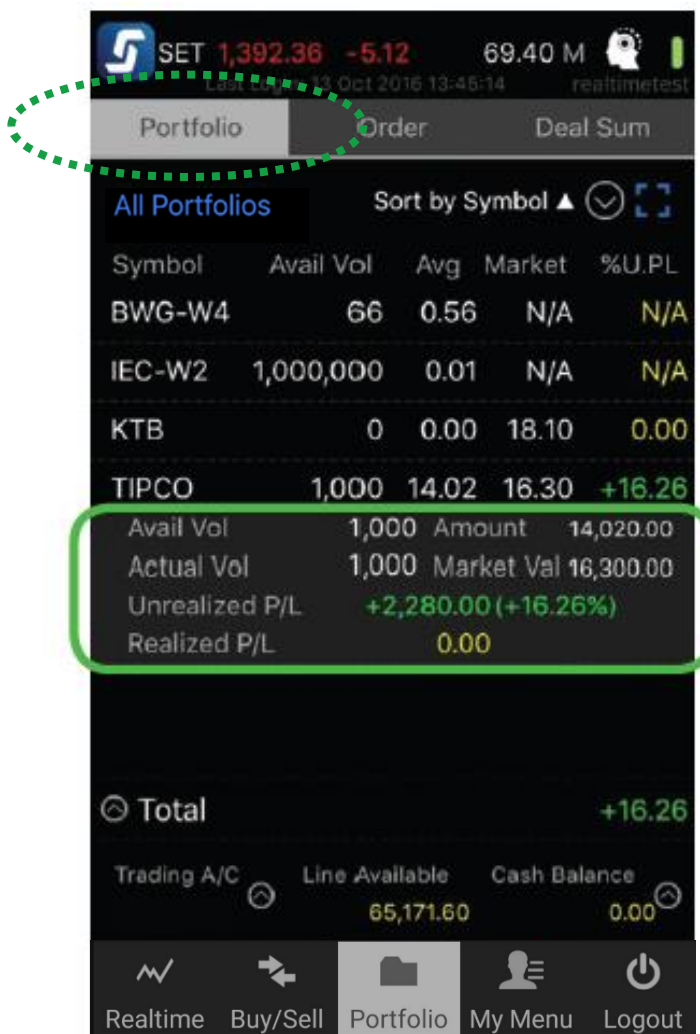 SET 1,392.36 -5.12 69.40 M
Last Login 13 Oct 2016 13:45:14 realtimetest
Portfolio Order Deal Sum
All Portfolios Sort by Symbol ▲
Symbol Avail Vol Avg Market %U.PL
BWG-W4 66 0.56 N/A N/A
IEC-W2 1,000,000 0.01 N/A N/A
KTB 0 0.00 18.10 0.00
TIPCO 1,000 14.02 16.30 +16.26
Avail Vol 1,000 Amount 14,020.00
Actual Vol 1,000 Market Val 16,300.00
Unrealized P/L +2,280.00 (+16.26%)
Realized P/L 0.00
Total +16.26
Trading A/C Line Available Cash Balance
65,171.60 0.00
Realtime Buy/Sell Portfolio My Menu Logout